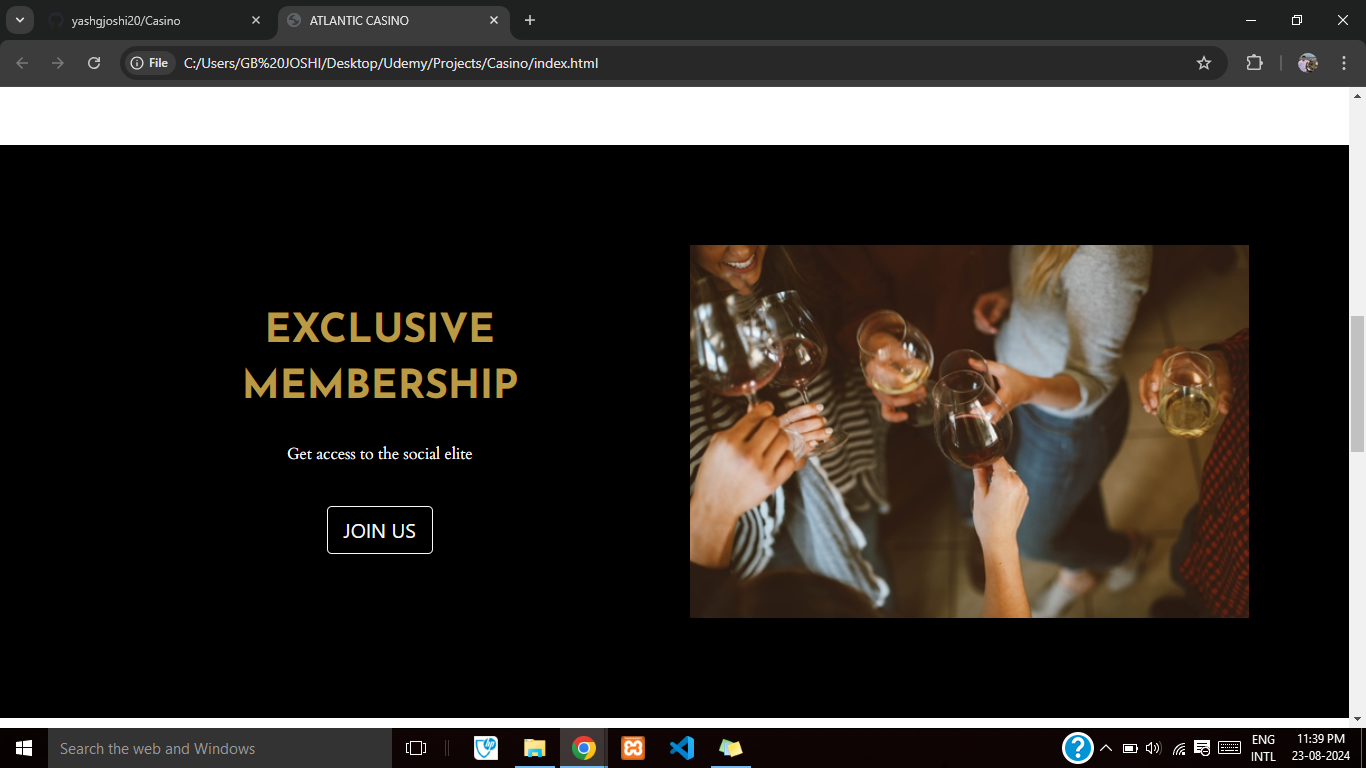 yashgjoshi20/Casino
ATLANTIC CASINO
File
C:/Users/GB%20JOSHI/Desktop/Udemy/Projects/Casino/index.html
EXCLUSIVE
MEMBERSHIP
Get access to the social elite
JOIN US
Search the web and Windows
ENG
INTL
11:39 PM
23-08-2024